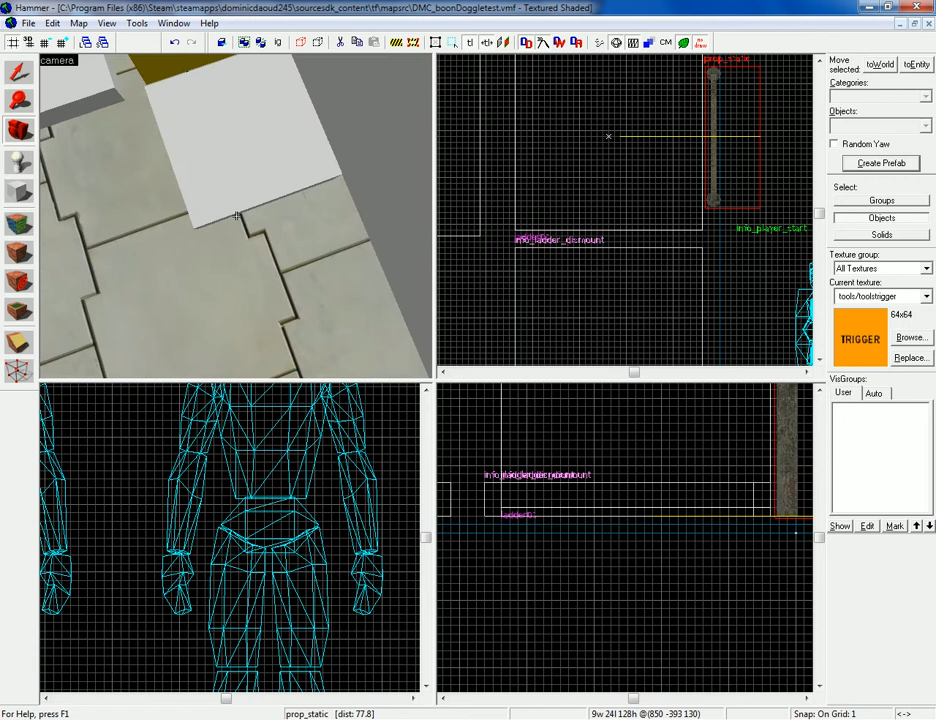 Hammer - [C:\Program Files (x86)\Steam\steamapps\dominicdaoud245\sourcesdk_content\tf\mapsrc\DMC_boonDoggletest.vmf - Textured Shaded]
File Edit Map View Tools Window Help
camera
info_ladder_dismount
info_player_start
ladder01
Move selected:
toWorld
toEntity
Categories:
Objects:
Random Yaw
Create Prefab
Select:
Groups
Objects
Solids
Texture group:
All Textures
Current texture:
tools/toolstrigger
64x64
TRIGGER
Browse...
Replace...
VisGroups:
User
Auto
Show
Edit
Mark
For Help, press F1
prop_static [dist: 77.8]
9w 24l 128h @(850 -393 130)
Snap: On Grid: 1
<->